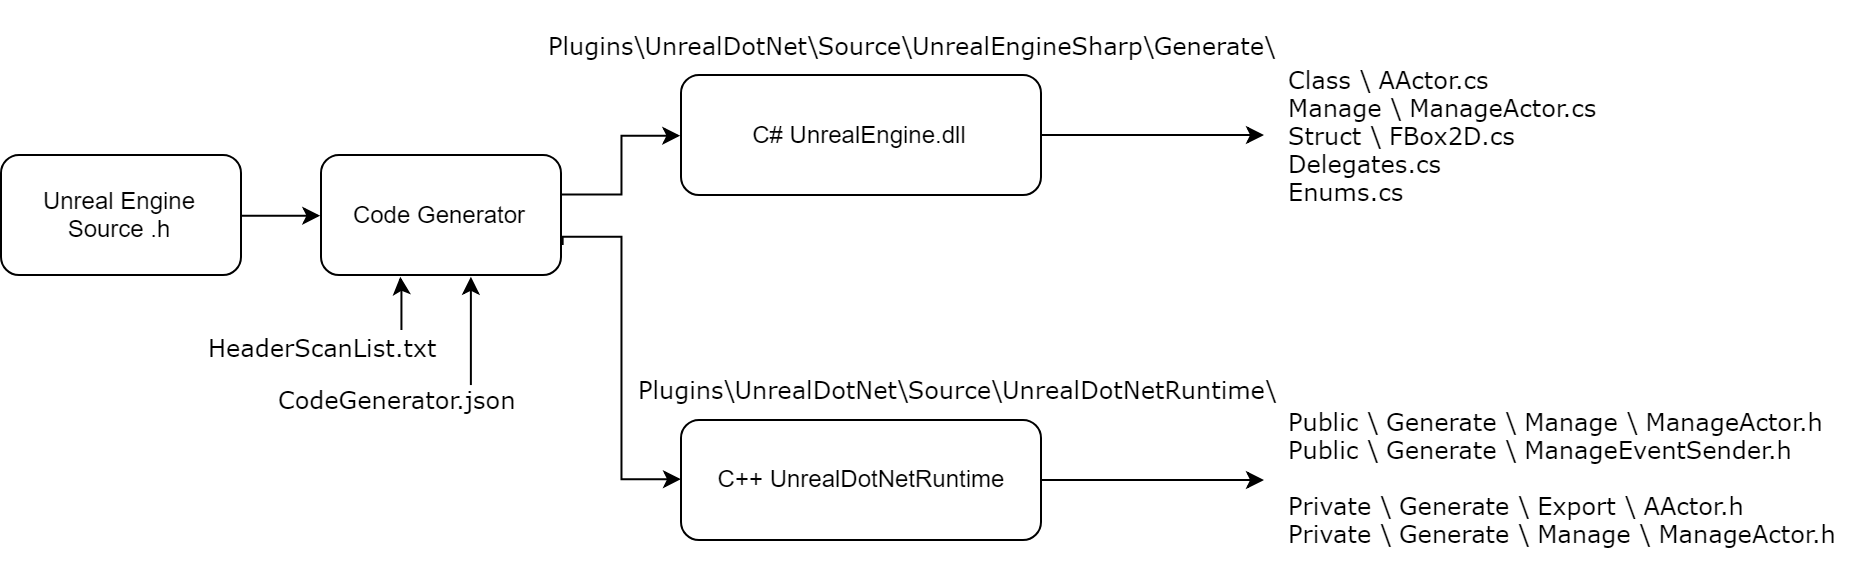 Plugins\UnrealDotNet\Source\UnrealEngineSharp\Generate\
Class \ AActor.cs
Manage \ ManageActor.cs
Struct \ FBox2D.cs
Delegates.cs
Enums.cs
C# UnrealEngine.dll
Unreal Engine
Source .h
Code Generator
HeaderScanList.txt
CodeGenerator.json
Plugins\UnrealDotNet\Source\UnrealDotNetRuntime\
C++ UnrealDotNetRuntime
Public \ Generate \ Manage \ ManageActor.h
Public \ Generate \ ManageEventSender.h
Private \ Generate \ Export \ AActor.h
Private \ Generate \ Manage \ ManageActor.h